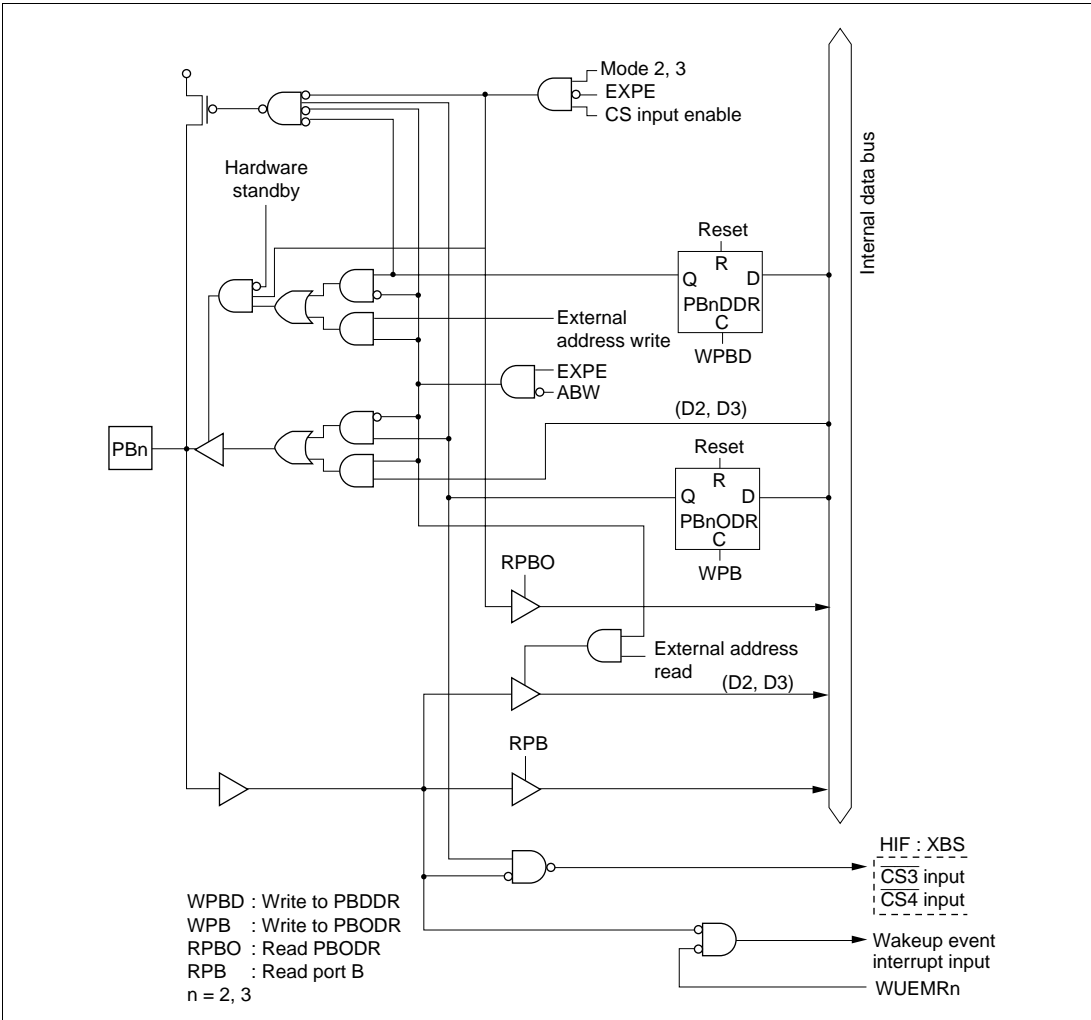 Mode 2, 3
EXPE
CS input enable
Hardware
standby
Internal data bus
Reset
R
Q
D
PBnDDR
C
WPBD
External
address write
EXPE
ABW
(D2, D3)
PBn
Reset
R
Q
D
PBnODR
C
WPB
RPBO
External address
read
(D2, D3)
RPB
HIF : XBS
CS3 input
CS4 input
WPBD : Write to PBDDR
WPB : Write to PBODR
RPBO : Read PBODR
RPB : Read port B
n = 2, 3
Wakeup event
interrupt input
WUEMRn